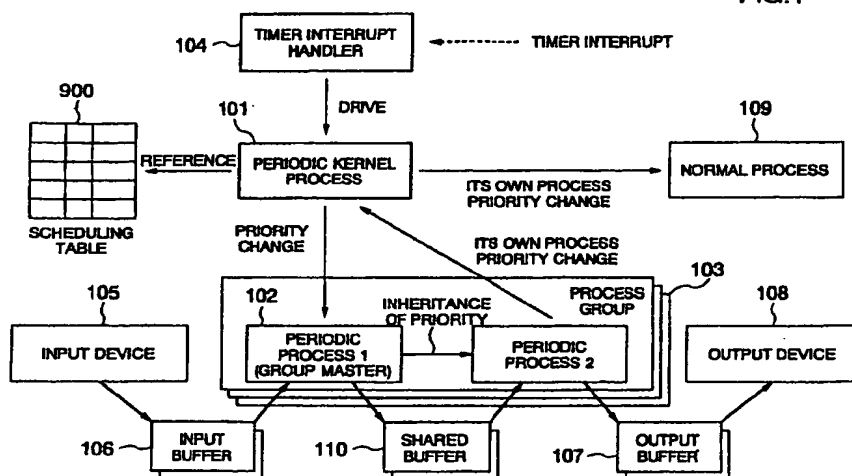 FIG.1
TIMER INTERRUPT
HANDLER
104
TIMER INTERRUPT
DRIVE
900
101
109
REFERENCE
PERIODIC KERNEL
PROCESS
NORMAL PROCESS
ITS OWN PROCESS
PRIORITY CHANGE
SCHEDULING
TABLE
PRIORITY
CHANGE
ITS OWN PROCESS
PRIORITY CHANGE
103
PROCESS
GROUP
105
102
INHERITANCE
OF PRIORITY
108
INPUT DEVICE
PERIODIC
PROCESS 1
(GROUP MASTER)
PERIODIC
PROCESS 2
OUTPUT DEVICE
106
INPUT
BUFFER
110
SHARED
BUFFER
107
OUTPUT
BUFFER